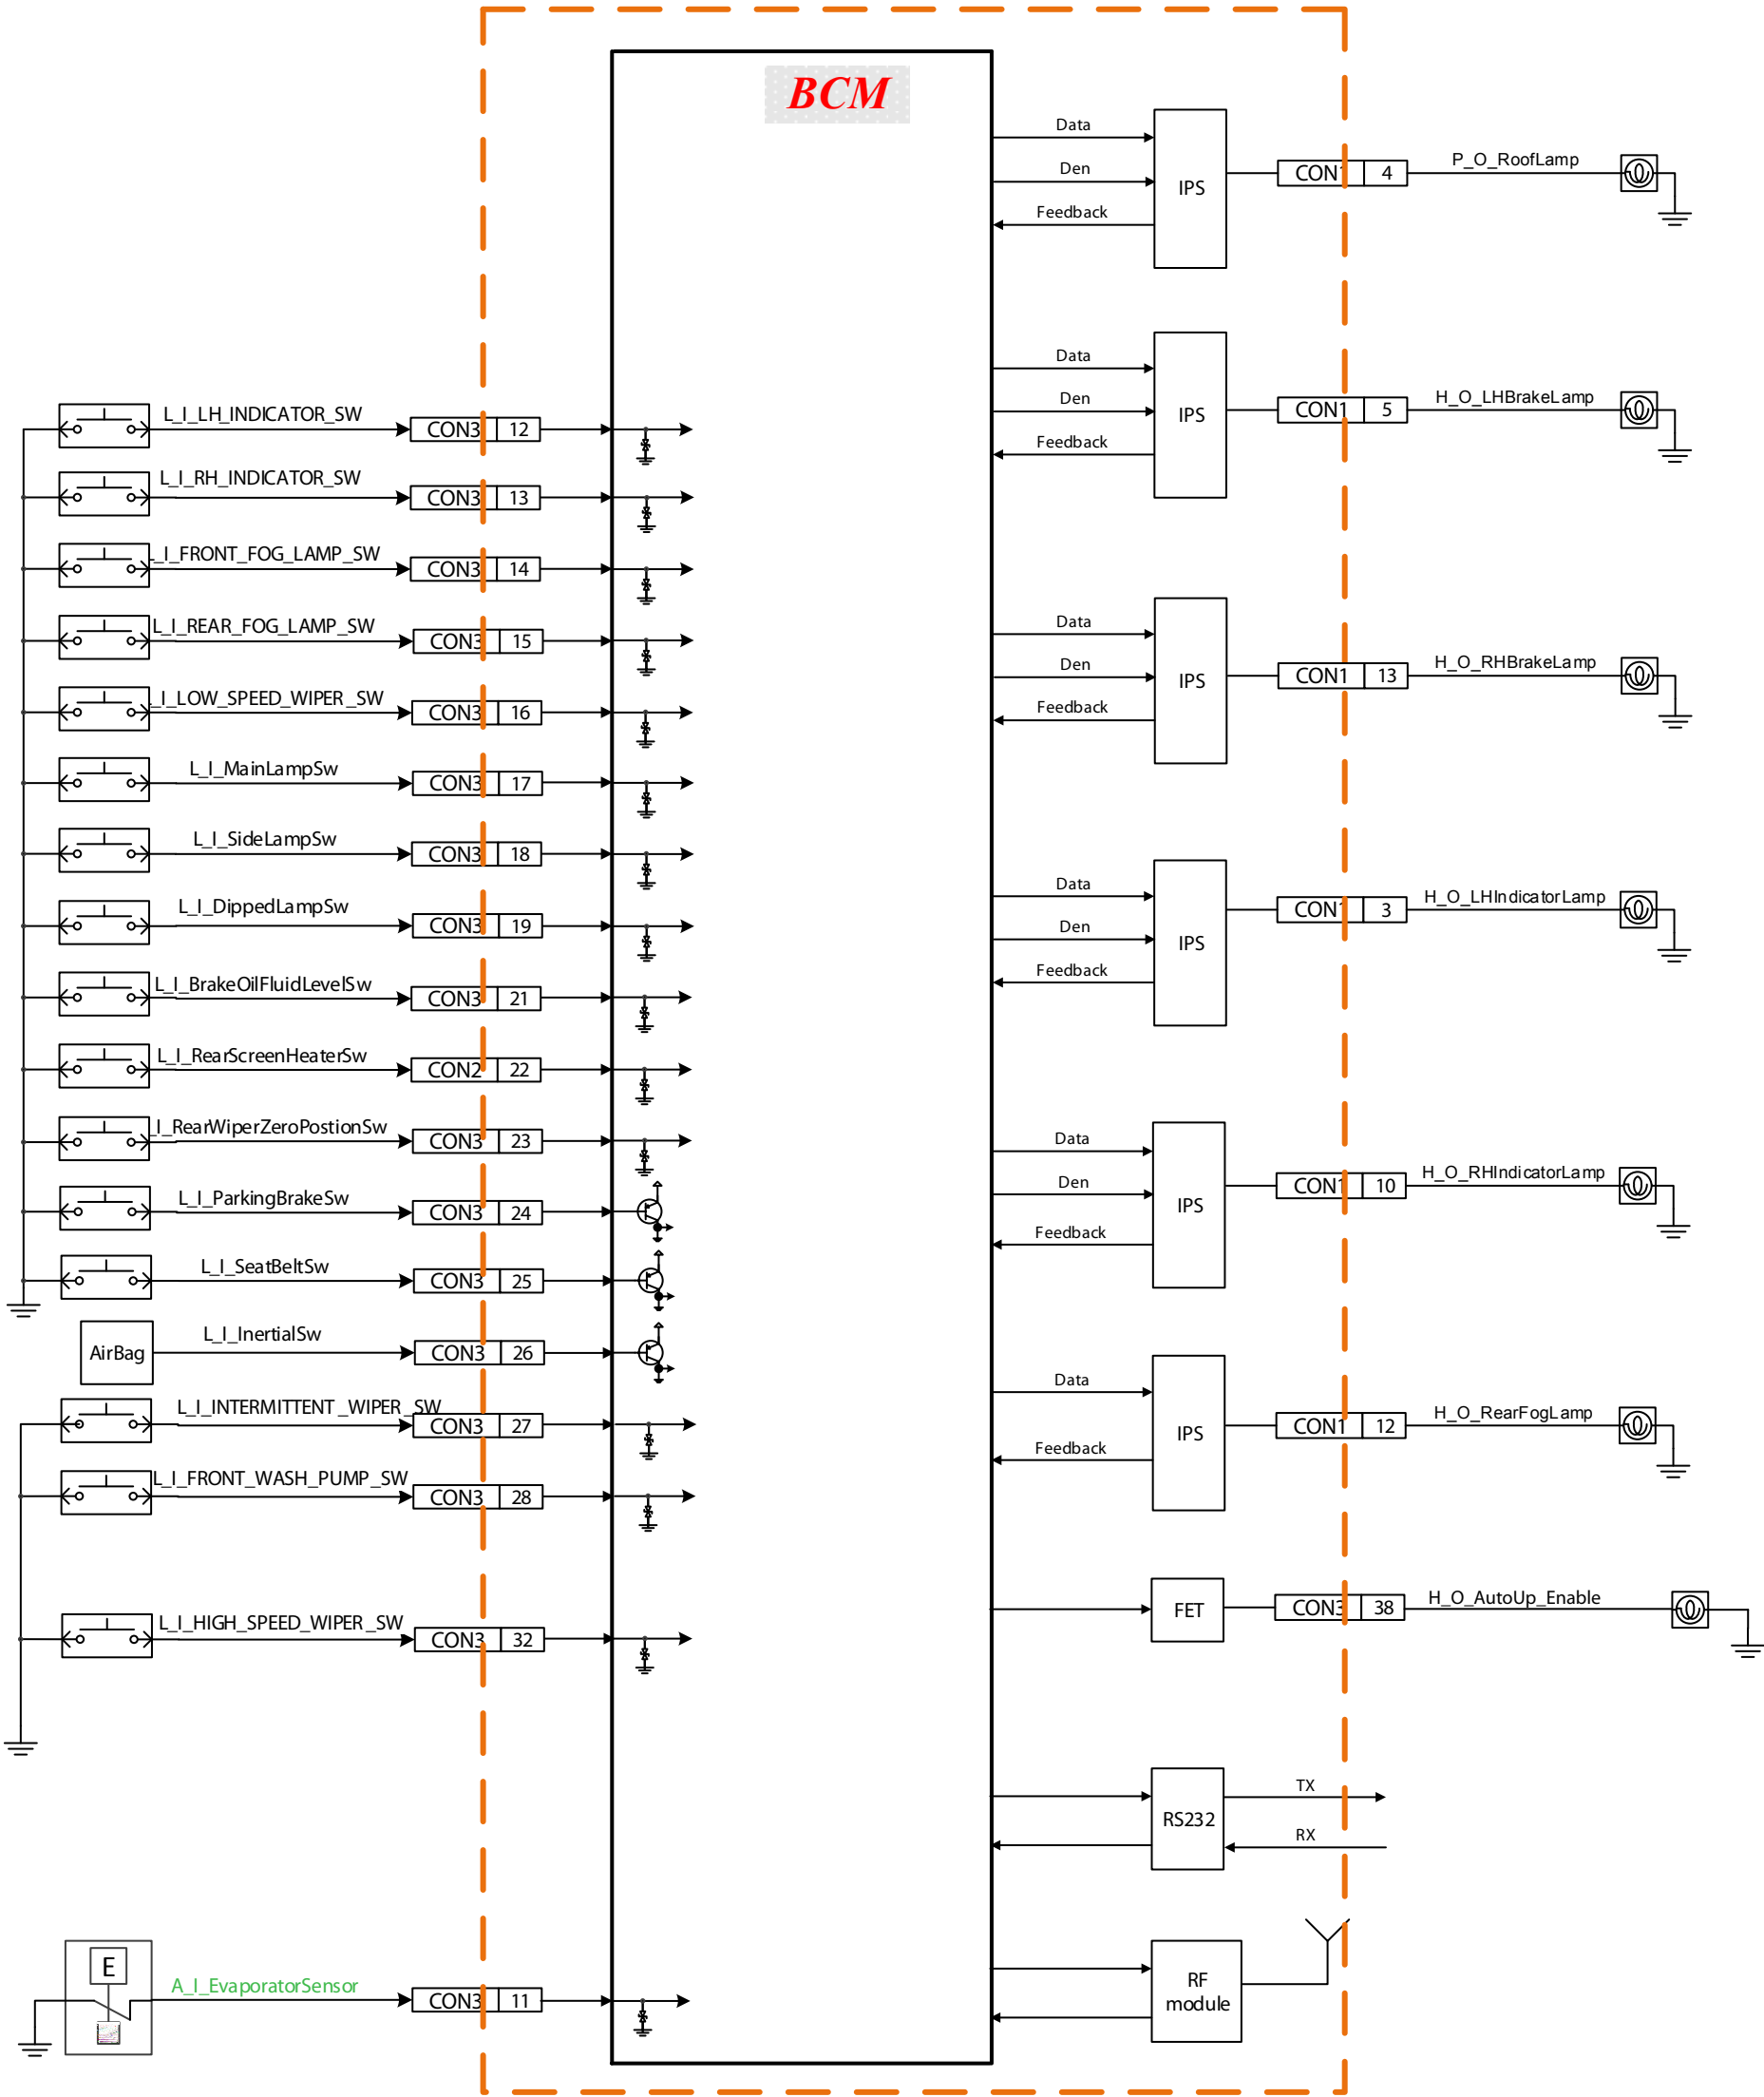 BCM
L_I_LH_INDICATOR_SW
CON3 12
L_I_RH_INDICATOR_SW
CON3 13
L_I_FRONT_FOG_LAMP_SW
CON3 14
L_I_REAR_FOG_LAMP_SW
CON3 15
L_I_LOW_SPEED_WIPER_SW
CON3 16
L_I_MainLampSw
CON3 17
L_I_SideLampSw
CON3 18
L_I_DippedLampSw
CON3 19
L_I_BrakeOilFluidLevelSw
CON3 21
L_I_RearScreenHeaterSw
CON2 22
_I_RearWiperZeroPostionSw
CON3 23
L_I_ParkingBrakeSw
CON3 24
L_I_SeatBeltSw
CON3 25
AirBag
L_I_InertialSw
CON3 26
L_I_INTERMITTENT_WIPER_SW
CON3 27
L_I_FRONT_WASH_PUMP_SW
CON3 28
L_I_HIGH_SPEED_WIPER_SW
CON3 32
E
A_I_EvaporatorSensor
CON3 11
Data
Den
Feedback
IPS
CON1 4
P_O_RoofLamp
Data
Den
Feedback
IPS
CON1 5
H_O_LHBrakeLamp
Data
Den
Feedback
IPS
CON1 13
H_O_RHBrakeLamp
Data
Den
Feedback
IPS
CON1 3
H_O_LHIndicatorLamp
Data
Den
Feedback
IPS
CON1 10
H_O_RHIndicatorLamp
Data
Feedback
IPS
CON1 12
H_O_RearFogLamp
FET
CON3 38
H_O_AutoUp_Enable
RS232
TX
RX
RF
module